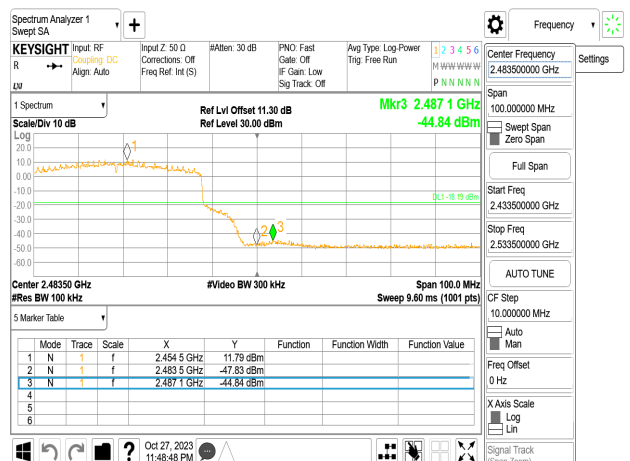 Spectrum Analyzer 1
Swept SA
Frequency
KEYSIGHT
R
LXI
Input: RF
Coupling: DC
Align: Auto
Input Z: 50 Ω
Corrections: Off
Freq Ref: Int (S)
#Atten: 30 dB
PNO: Fast
Gate: Off
IF Gain: Low
Sig Track: Off
Avg Type: Log-Power
Trig: Free Run
1 2 3 4 5 6
M W W W W W
P N N N N N
1 Spectrum
Scale/Div 10 dB
Ref Lvl Offset 11.30 dB
Ref Level 30.00 dBm
Mkr3 2.487 1 GHz
-44.84 dBm
Log
20.0
10.0
0.00
-10.0
-20.0
-30.0
-40.0
-50.0
-60.0
1
2
3
DL1 -18.19 dBm
Center 2.48350 GHz
#Res BW 100 kHz
#Video BW 300 kHz
Span 100.0 MHz
Sweep 9.60 ms (1001 pts)
5 Marker Table
Mode Trace Scale X Y Function Function Width Function Value
1 N 1 f 2.454 5 GHz 11.79 dBm
2 N 1 f 2.483 5 GHz -47.83 dBm
3 N 1 f 2.487 1 GHz -44.84 dBm
4
5
6
?
Oct 27, 2023
11:48:48 PM
Center Frequency
2.483500000 GHz
Settings
Span
100.000000 MHz
Swept Span
Zero Span
Full Span
Start Freq
2.433500000 GHz
Stop Freq
2.533500000 GHz
AUTO TUNE
CF Step
10.000000 MHz
Auto
Man
Freq Offset
0 Hz
X Axis Scale
Log
Lin
Signal Track
(Span Zoom)